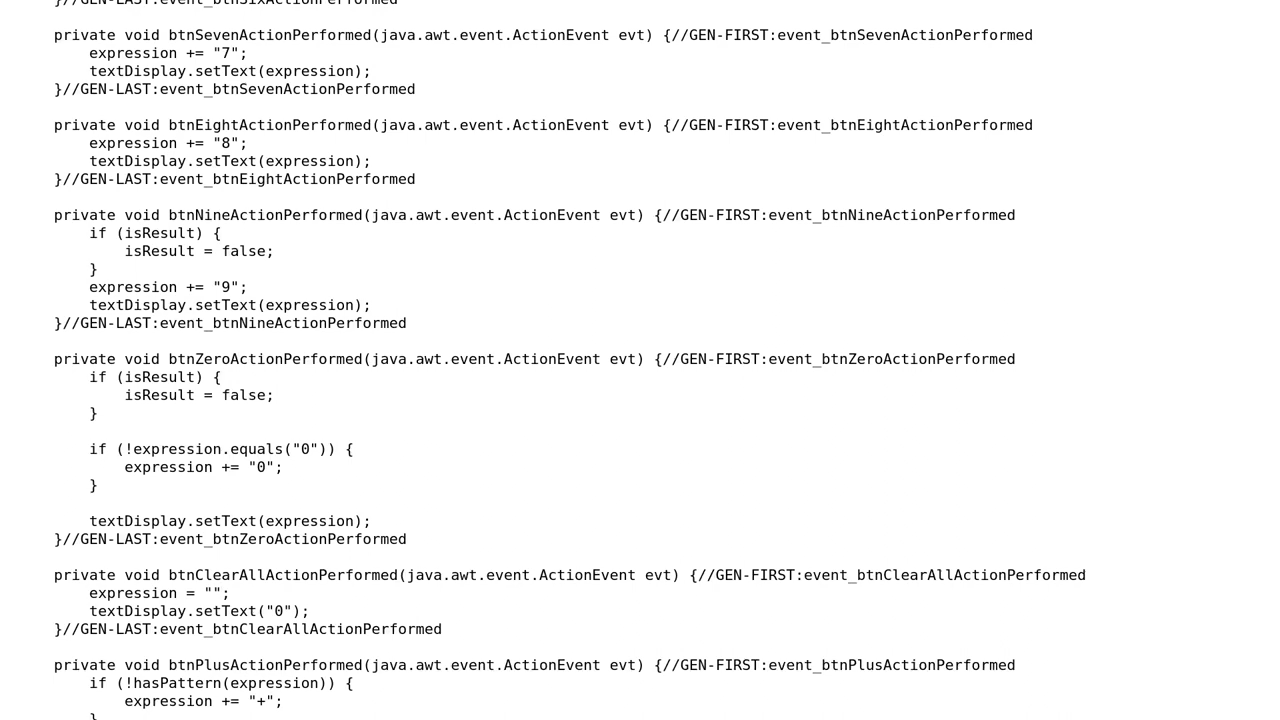 }//GEN-LAST:event_btnSixActionPerformed

private void btnSevenActionPerformed(java.awt.event.ActionEvent evt) {//GEN-FIRST:event_btnSevenActionPerformed
    expression += "7";
    textDisplay.setText(expression);
}//GEN-LAST:event_btnSevenActionPerformed

private void btnEightActionPerformed(java.awt.event.ActionEvent evt) {//GEN-FIRST:event_btnEightActionPerformed
    expression += "8";
    textDisplay.setText(expression);
}//GEN-LAST:event_btnEightActionPerformed

private void btnNineActionPerformed(java.awt.event.ActionEvent evt) {//GEN-FIRST:event_btnNineActionPerformed
    if (isResult) {
        isResult = false;
    }
    expression += "9";
    textDisplay.setText(expression);
}//GEN-LAST:event_btnNineActionPerformed

private void btnZeroActionPerformed(java.awt.event.ActionEvent evt) {//GEN-FIRST:event_btnZeroActionPerformed
    if (isResult) {
        isResult = false;
    }

    if (!expression.equals("0")) {
        expression += "0";
    }

    textDisplay.setText(expression);
}//GEN-LAST:event_btnZeroActionPerformed

private void btnClearAllActionPerformed(java.awt.event.ActionEvent evt) {//GEN-FIRST:event_btnClearAllActionPerformed
    expression = "";
    textDisplay.setText("0");
}//GEN-LAST:event_btnClearAllActionPerformed

private void btnPlusActionPerformed(java.awt.event.ActionEvent evt) {//GEN-FIRST:event_btnPlusActionPerformed
    if (!hasPattern(expression)) {
        expression += "+";
    }